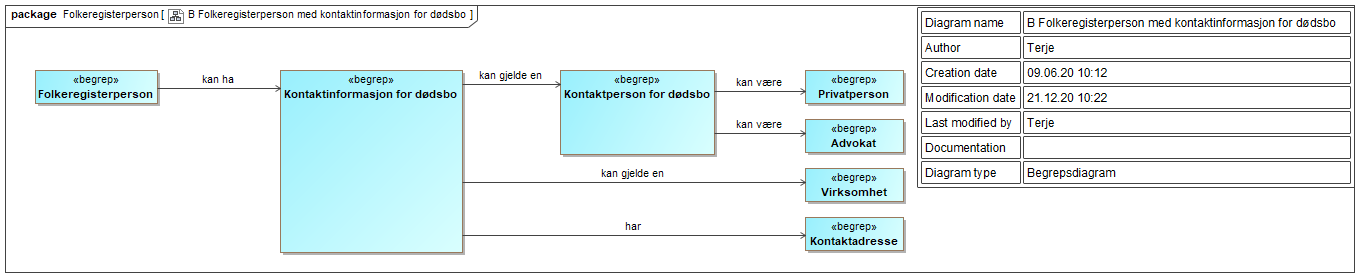 package Folkeregisterperson [ B Folkeregisterperson med kontaktinformasjon for dødsbo ]
«begrep»
Folkeregisterperson
kan ha
«begrep»
Kontaktinformasjon for dødsbo
kan gjelde en
«begrep»
Kontaktperson for dødsbo
kan være
«begrep»
Privatperson
kan være
«begrep»
Advokat
kan gjelde en
«begrep»
Virksomhet
har
«begrep»
Kontaktadresse
Diagram name B Folkeregisterperson med kontaktinformasjon for dødsbo
Author Terje
Creation date 09.06.20 10:12
Modification date 21.12.20 10:22
Last modified by Terje
Documentation
Diagram type Begrepsdiagram